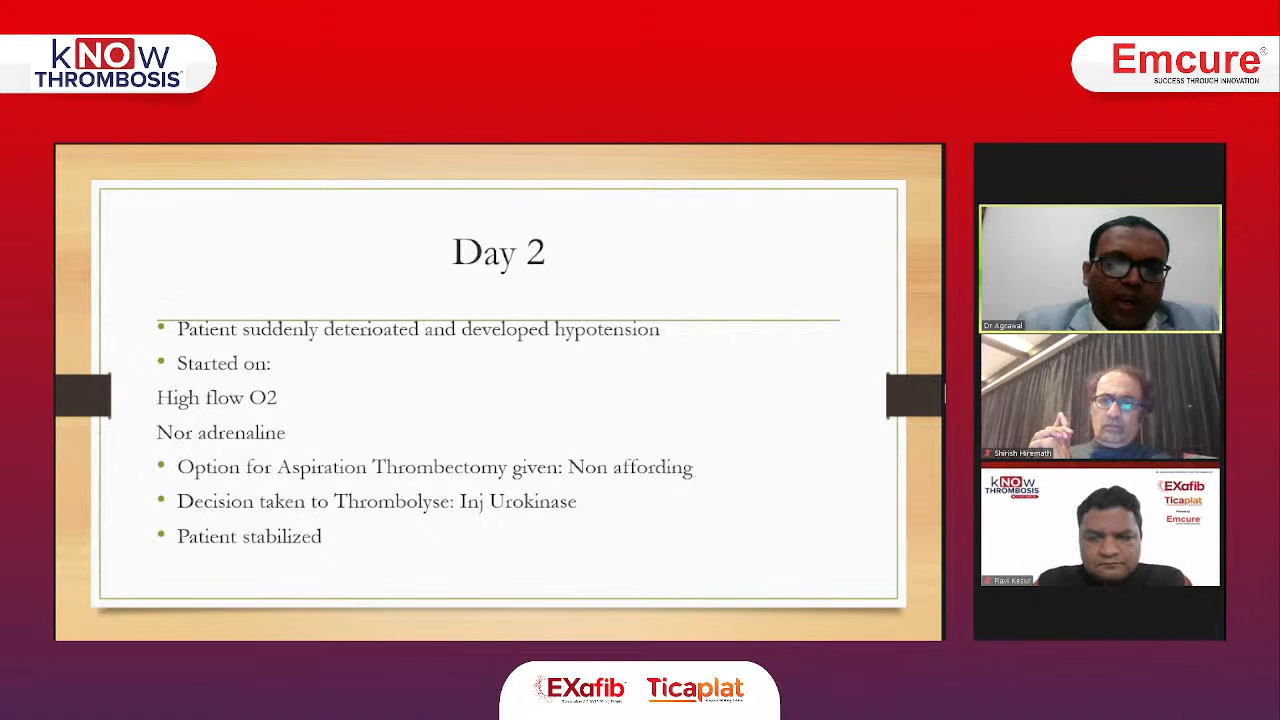 kNOw
THROMBOSIS
Emcure®
SUCCESS THROUGH INNOVATION
Day 2
• Patient suddenly deterioated and developed hypotension
• Started on:
High flow O2
Nor adrenaline
• Option for Aspiration Thrombectomy given: Non affording
• Decision taken to Thrombolyse: Inj Urokinase
• Patient stabilized
Dr Agrawal
Shirish Hiremath
kNOw
THROMBOSIS
EXafib
Ticaplat
Emcure
Ravi Kesur
EXafib
Ticaplat